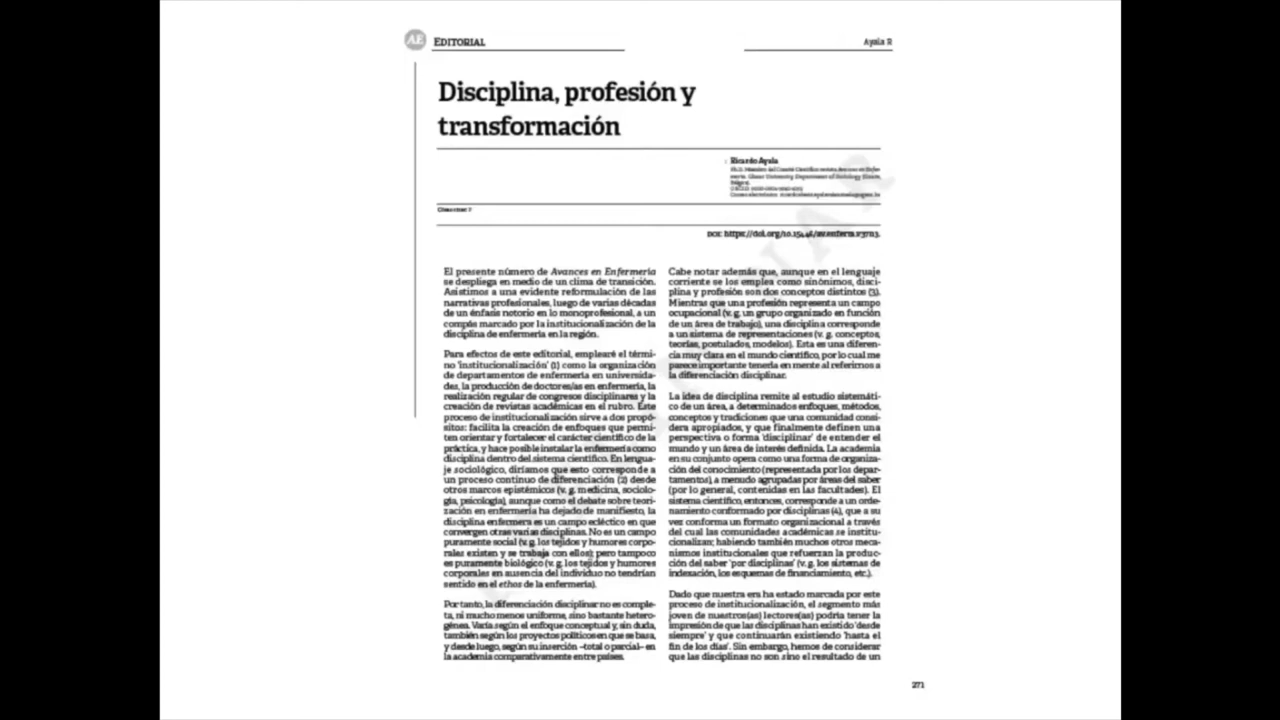 AE EDITORIAL
Ayala R
Disciplina, profesión y
transformación
Ricardo Ayala
DOI: https://doi.org/10.15446/av.enferm.
El presente número de Avances en Enfermería
se despliega en medio de un clima de transición.
Asistimos a una evidente reformulación de las
narrativas profesionales, luego de varias décadas
de un énfasis notorio en lo monoprofesional, a un
compás marcado por la institucionalización de la
disciplina de enfermería en la región.
Para efectos de este editorial, emplearé el térmi-
no 'institucionalización' (1) como la organización
de departamentos de enfermería en universida-
des, la producción de doctores/as en enfermería, la
realización regular de congresos disciplinares y la
creación de revistas académicas en el rubro. Este
proceso de institucionalización sirve a dos propó-
sitos: facilita la creación de enfoques que permi-
ten orientar y fortalecer el carácter científico de la
práctica, y hace posible instalar la enfermería como
disciplina dentro del sistema científico. En lengua-
je sociológico, diríamos que esto corresponde a
un proceso continuo de diferenciación (2) desde
otros marcos epistémicos (v. g. medicina, sociolo-
gía, psicología), aunque como el debate sobre teori-
zación en enfermería ha dejado de manifiesto, la
disciplina enfermera es un campo ecléctico en que
convergen otras varias disciplinas. No es un campo
puramente social (v. g. los tejidos y humores corpo-
rales existen y se trabaja con ellos); pero tampoco
es puramente biológico (v. g. los tejidos y humores
corporales en ausencia del individuo no tendrían
sentido en el ethos de la enfermería).
Por tanto, la diferenciación disciplinar no es comple-
ta, ni mucho menos uniforme, sino bastante hetero-
génea. Varía según el enfoque conceptual y, sin duda,
también según los proyectos políticos en que se basa,
y desde luego, según su inserción –total o parcial– en
la academia comparativamente entre países.
Cabe notar además que, aunque en el lenguaje
corriente se los emplea como sinónimos, disci-
plina y profesión son dos conceptos distintos (3).
Mientras que una profesión representa un campo
ocupacional (v. g. un grupo organizado en función
de un área de trabajo), una disciplina corresponde
a un sistema de representaciones (v. g. conceptos,
teorías, postulados, modelos). Esta es una diferen-
cia muy clara en el mundo científico, por lo cual me
parece importante tenerla en mente al referirnos a
la diferenciación disciplinar.
La idea de disciplina remite al estudio sistemáti-
co de un área, a determinados enfoques, métodos,
conceptos y tradiciones que una comunidad consi-
dera apropiados, y que finalmente definen una
perspectiva o forma 'disciplinar' de entender el
mundo y un área de interés definida. La academia
en su conjunto opera como una forma de organiza-
ción del conocimiento (representada por los depar-
tamentos), a menudo agrupadas por áreas del saber
(por lo general, contenidas en las facultades). El
sistema científico, entonces, corresponde a un orde-
namiento conformado por disciplinas (4), que a su
vez conforma un formato organizacional a través
del cual las comunidades académicas se institu-
cionalizan; habiendo también muchos otros meca-
nismos institucionales que refuerzan la produc-
ción del saber 'por disciplinas' (v. g. los sistemas de
indexación, los esquemas de financiamiento, etc.).
Dado que nuestra era ha estado marcada por este
proceso de institucionalización, el segmento más
joven de nuestros(as) lectores(as) podría tener la
impresión de que las disciplinas han existido 'desde
siempre' y que continuarán existiendo 'hasta el
fin de los días'. Sin embargo, hemos de considerar
que las disciplinas no son sino el resultado de un
271